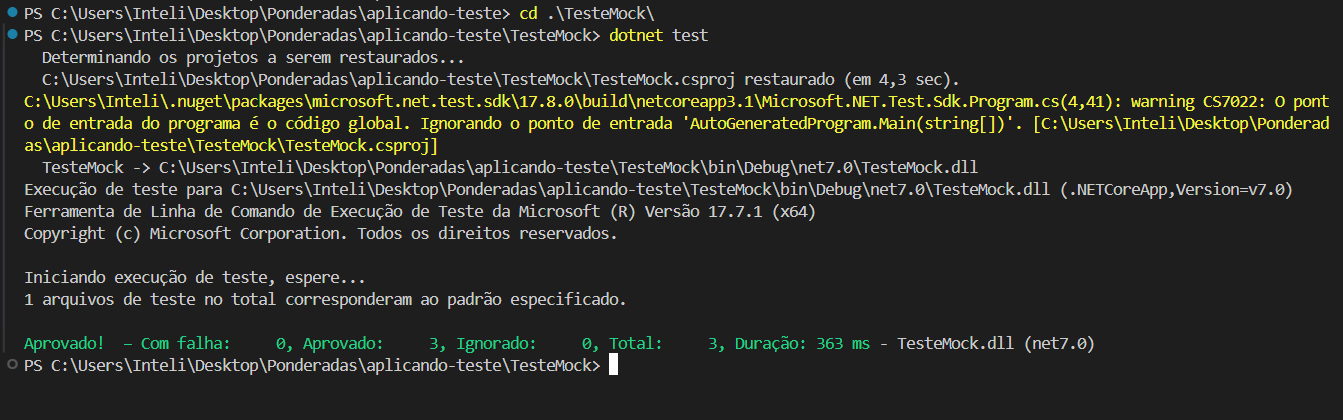 PS C:\Users\Inteli\Desktop\Ponderadas\aplicando-teste> cd .\TesteMock\
PS C:\Users\Inteli\Desktop\Ponderadas\aplicando-teste\TesteMock> dotnet test
  Determinando os projetos a serem restaurados...
  C:\Users\Inteli\Desktop\Ponderadas\aplicando-teste\TesteMock\TesteMock.csproj restaurado (em 4,3 sec).
C:\Users\Inteli\.nuget\packages\microsoft.net.test.sdk\17.8.0\build\netcoreapp3.1\Microsoft.NET.Test.Sdk.Program.cs(4,41): warning CS7022: O pont
o de entrada do programa é o código global. Ignorando o ponto de entrada 'AutoGeneratedProgram.Main(string[])'. [C:\Users\Inteli\Desktop\Ponderad
as\aplicando-teste\TesteMock\TesteMock.csproj]
  TesteMock -> C:\Users\Inteli\Desktop\Ponderadas\aplicando-teste\TesteMock\bin\Debug\net7.0\TesteMock.dll
Execução de teste para C:\Users\Inteli\Desktop\Ponderadas\aplicando-teste\TesteMock\bin\Debug\net7.0\TesteMock.dll (.NETCoreApp,Version=v7.0)
Ferramenta de Linha de Comando de Execução de Teste da Microsoft (R) Versão 17.7.1 (x64)
Copyright (c) Microsoft Corporation. Todos os direitos reservados.

Iniciando execução de teste, espere...
1 arquivos de teste no total corresponderam ao padrão especificado.

Aprovado!  – Com falha:     0, Aprovado:     3, Ignorado:     0, Total:     3, Duração: 363 ms - TesteMock.dll (net7.0)
PS C:\Users\Inteli\Desktop\Ponderadas\aplicando-teste\TesteMock>